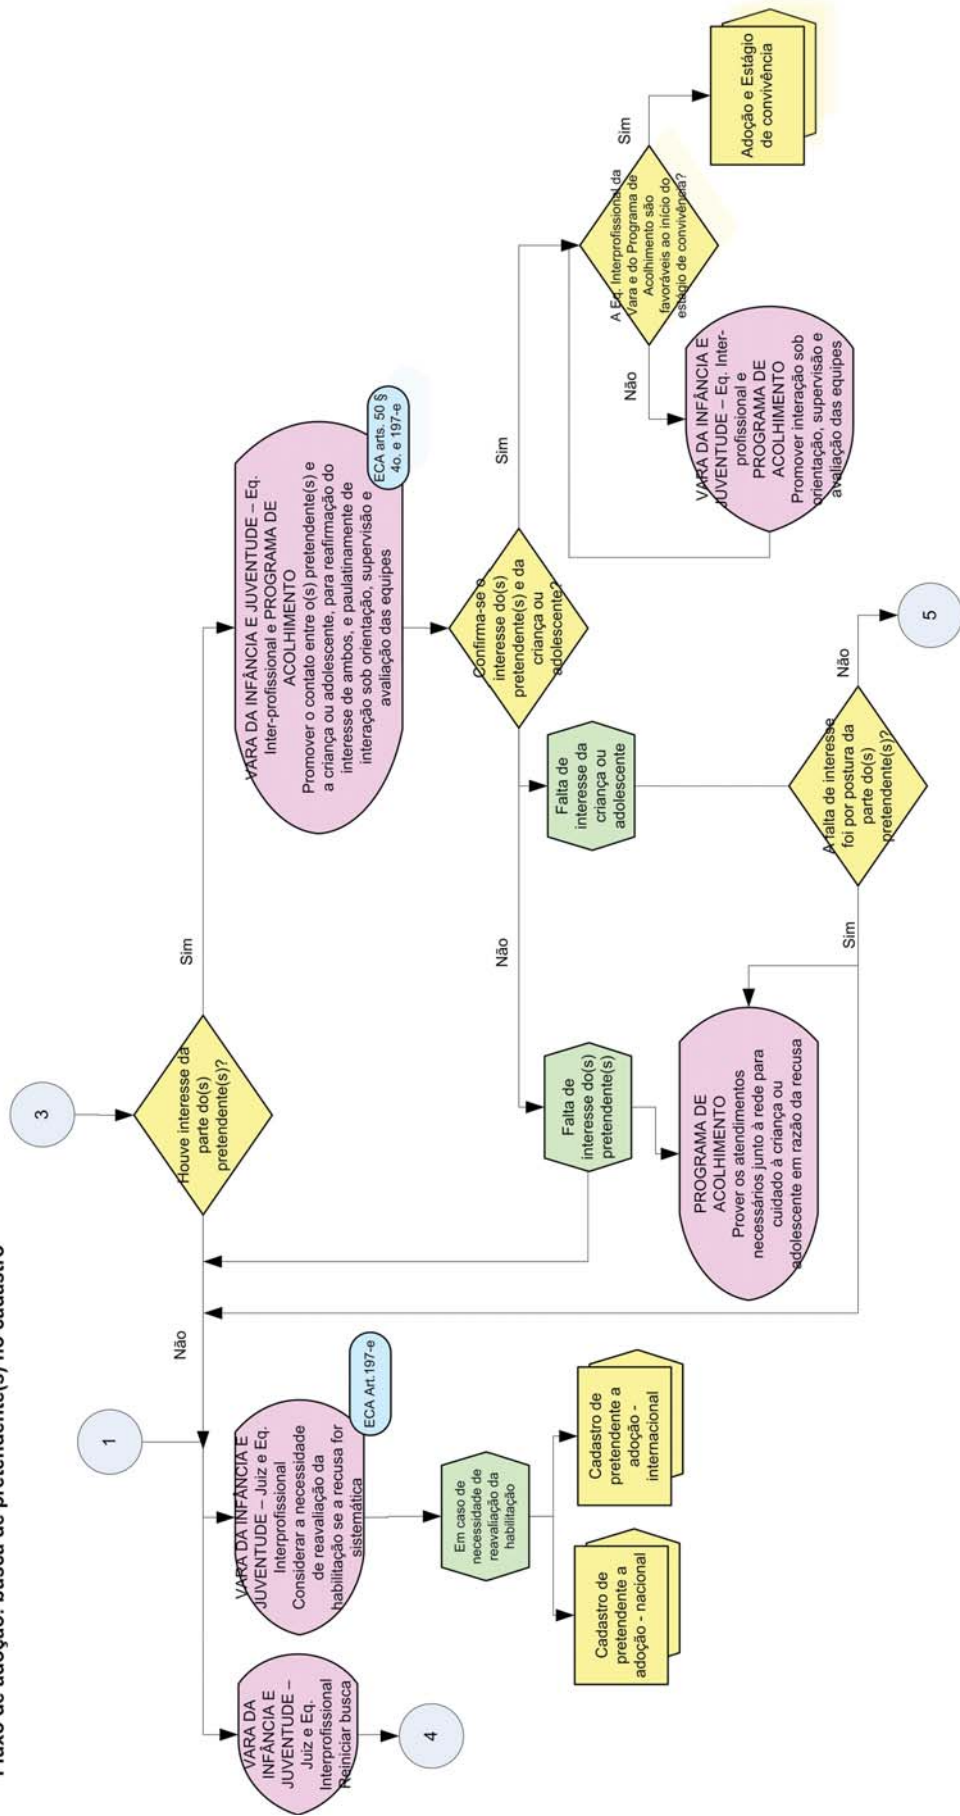 Fluxo de adoção: busca de pretendente(s) no cadastro
3
1
Houve interesse da
parte do(s)
pretendente(s)?
Não
Sim
VARA DA
INFÂNCIA E
JUVENTUDE –
Juiz e Eq.
Interprofissional
Reiniciar busca
4
VARA DA INFÂNCIA E
JUVENTUDE – Juiz e Eq.
Interprofissional
Considerar a necessidade
de reavaliação da
habilitação se a recusa for
sistemática
ECA Art.197-e
Em caso de
necessidade de
reavaliação da
habilitação
Cadastro de
pretendente a
adoção - nacional
Cadastro de
pretendente a
adoção -
internacional
VARA DA INFÂNCIA E JUVENTUDE – Eq.
Inter-profissional e PROGRAMA DE
ACOLHIMENTO
Promover o contato entre o(s) pretendente(s) e
a criança ou adolescente, para reafirmação do
interesse de ambos, e paulatinamente de
interação sob orientação, supervisão e
avaliação das equipes
ECA arts. 50 §
4o. e 197-e
Confirma-se o
interesse do(s)
pretendente(s) e da
criança ou
adolescente?
Não
Sim
Falta de
interesse do(s)
pretendente(s)
Falta de
interesse da
criança ou
adolescente
PROGRAMA DE
ACOLHIMENTO
Prover os atendimentos
necessários junto à rede para
cuidado à criança ou
adolescente em razão da recusa
A falta de interesse
foi por postura da
parte do(s)
pretendente(s)?
Sim
Não
5
A Eq. Interprofissional da
Vara e do Programa de
Acolhimento são
favoráveis ao início do
estágio de convivência?
Não
Sim
VARA DA INFÂNCIA E
JUVENTUDE – Eq. Inter-
profissional e
PROGRAMA DE
ACOLHIMENTO
Promover interação sob
orientação, supervisão e
avaliação das equipes
Adoção e Estágio
de convivência